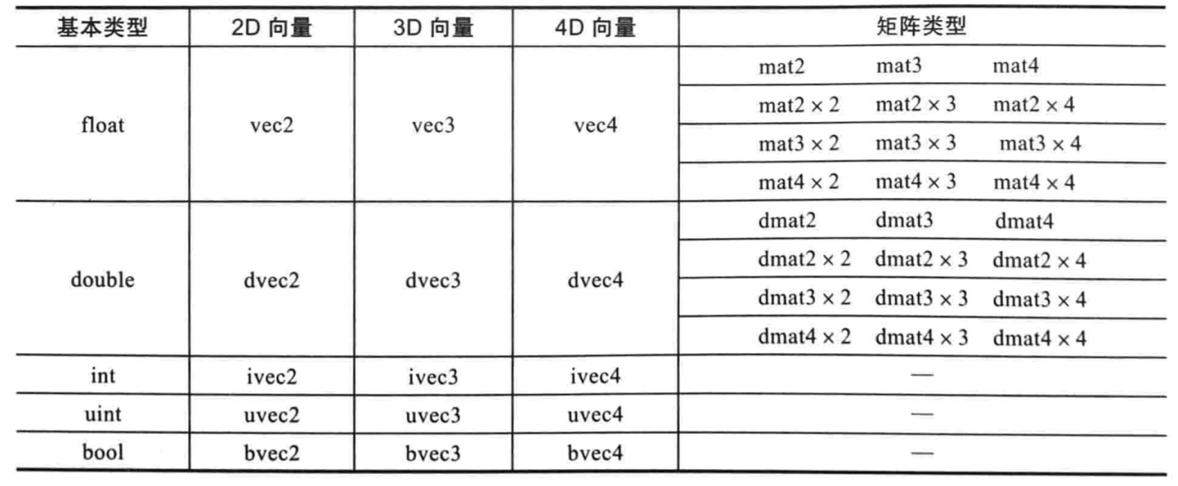 基本类型 2D 向量 3D 向量 4D 向量 矩阵类型
mat2 mat3 mat4
mat2 × 2 mat2 × 3 mat2 × 4
float vec2 vec3 vec4
mat3 × 2 mat3 × 3 mat3 × 4
mat4 × 2 mat4 × 3 mat4 × 4
dmat2 dmat3 dmat4
dmat2 × 2 dmat2 × 3 dmat2 × 4
double dvec2 dvec3 dvec4
dmat3 × 2 dmat3 × 3 dmat3 × 4
dmat4 × 2 dmat4 × 3 dmat4 × 4
int ivec2 ivec3 ivec4 —
uint uvec2 uvec3 uvec4 —
bool bvec2 bvec3 bvec4 —